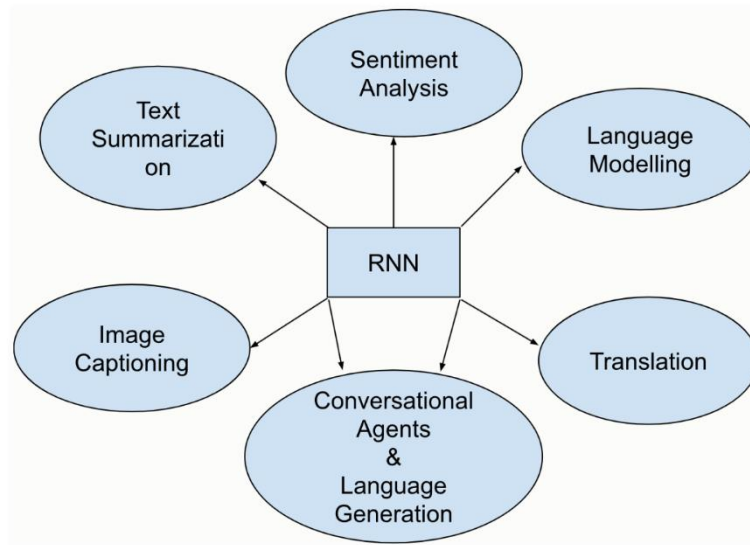 Sentiment
Analysis
Text
Summarizati
on
Language
Modelling
RNN
Image
Captioning
Translation
Conversational
Agents
&
Language
Generation